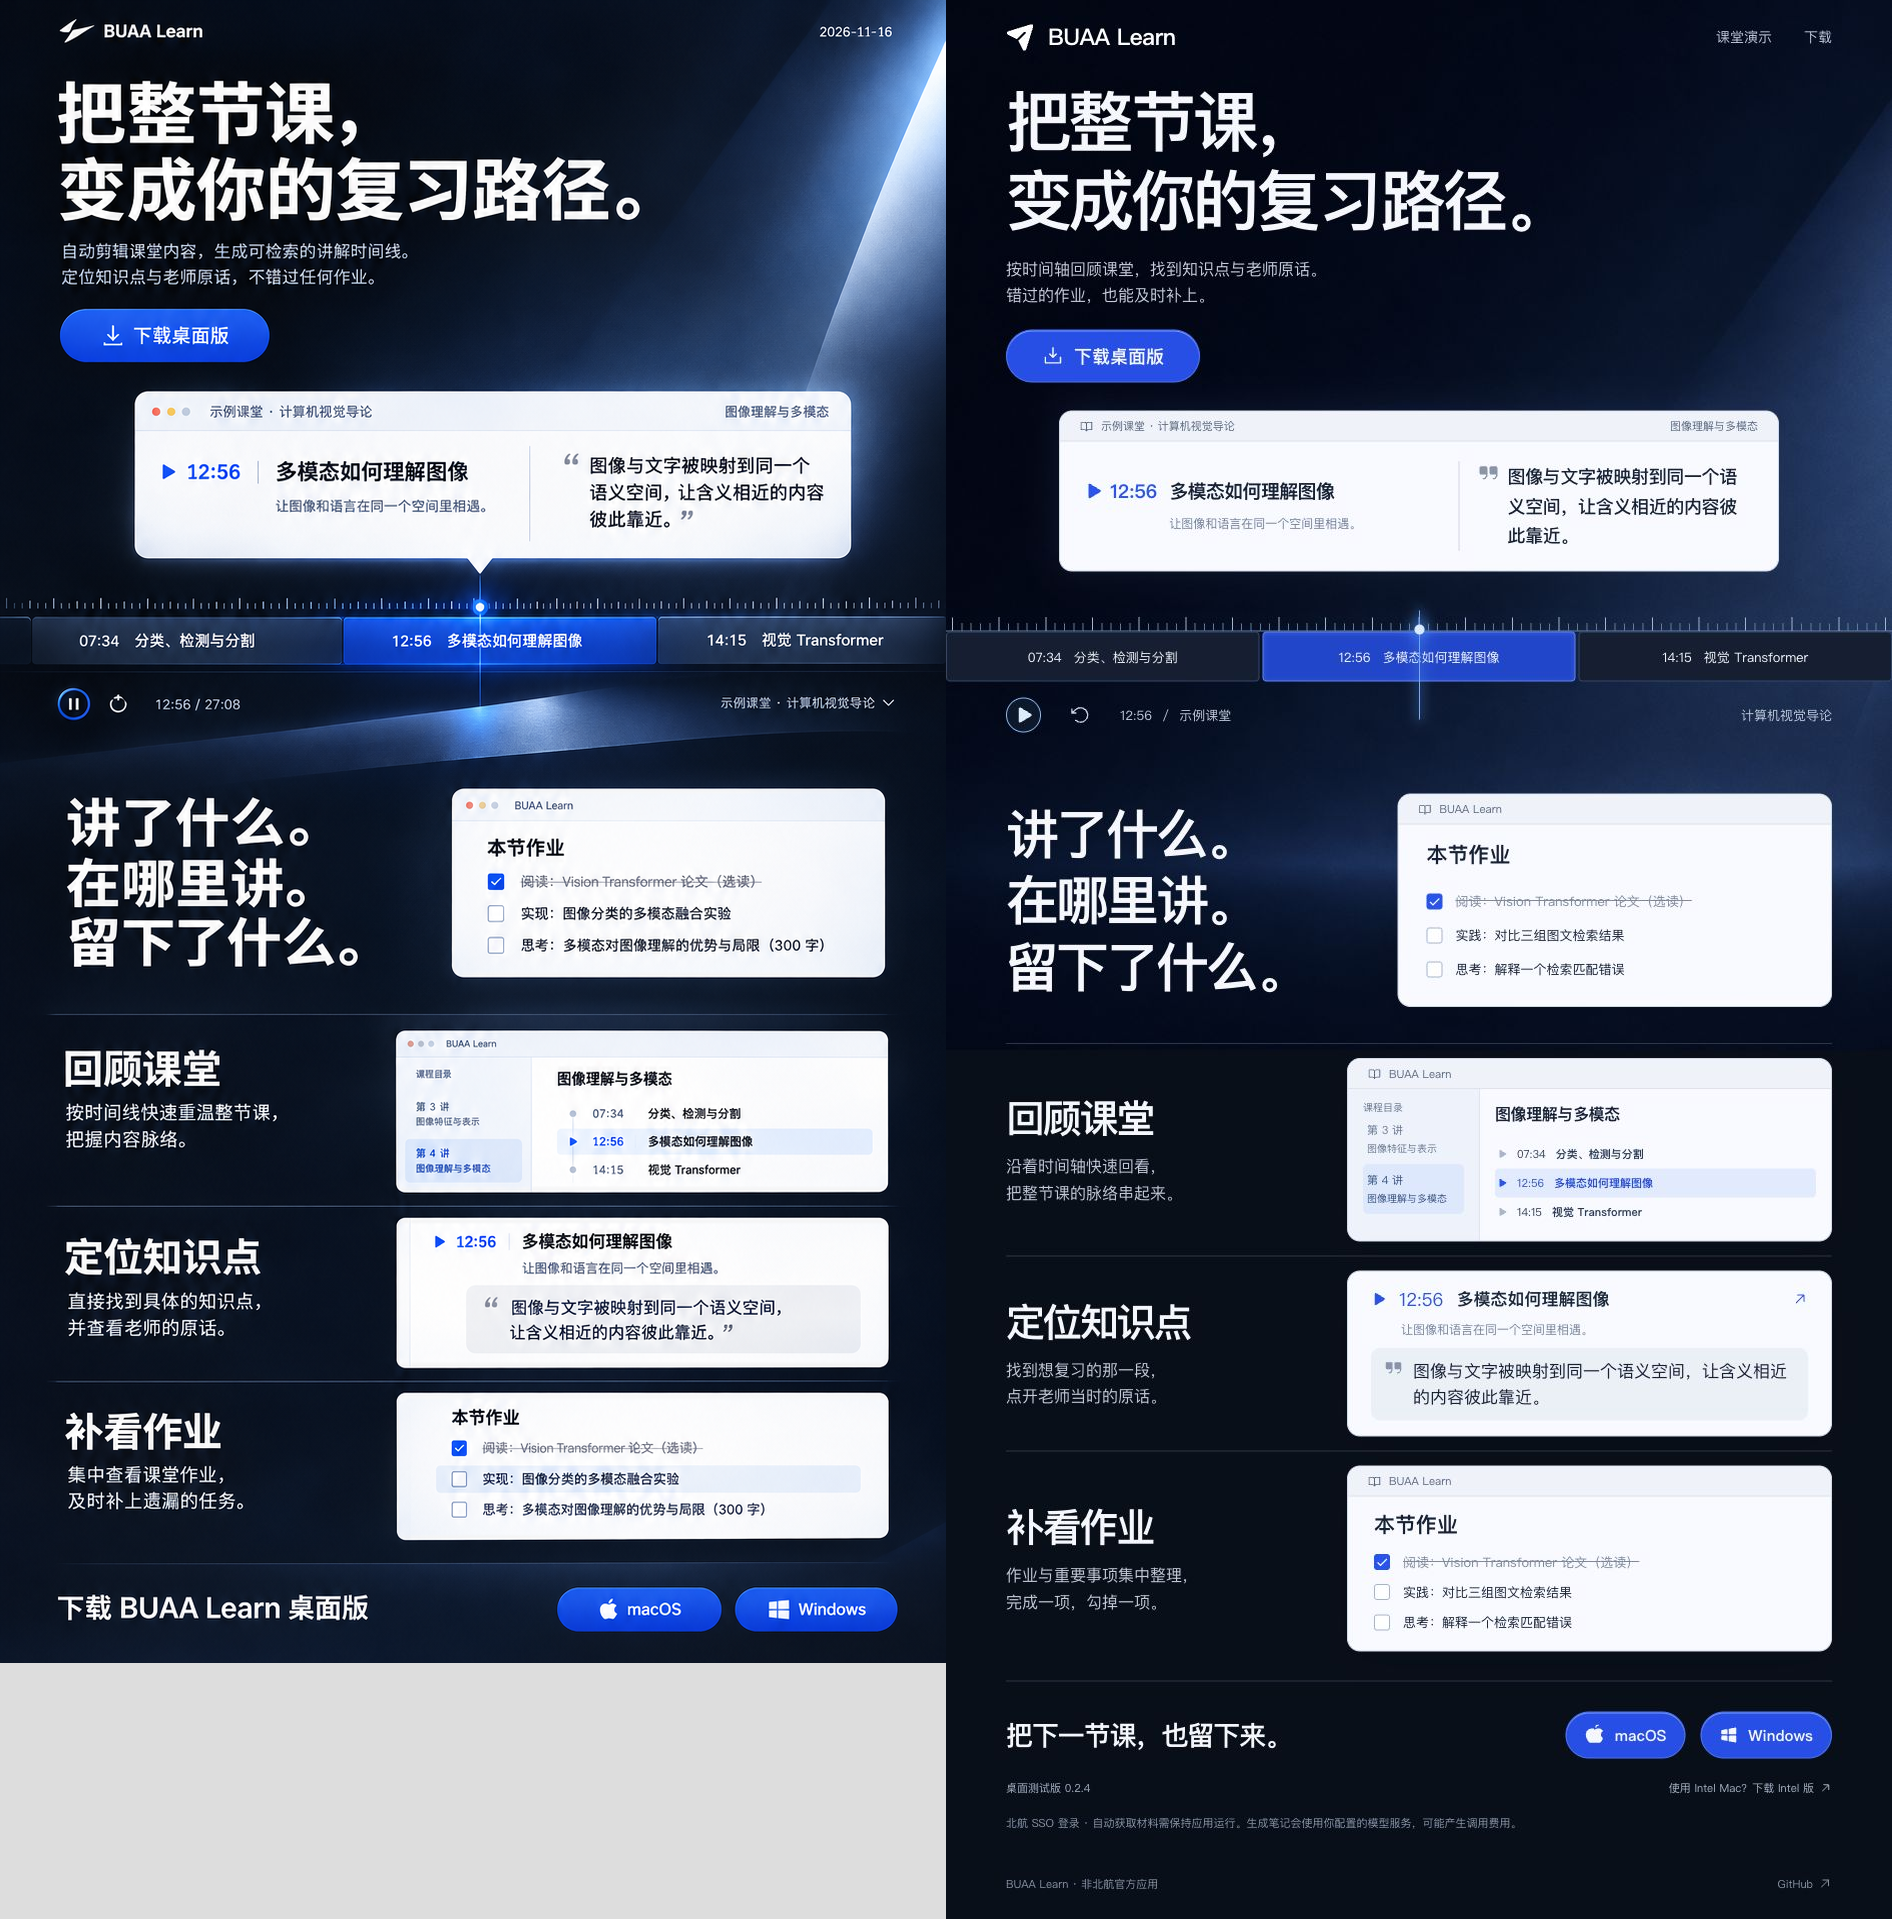 BUAA Learn
2026-11-16
把整节课，
变成你的复习路径。
自动剪辑课堂内容，生成可检索的讲解时间线。
定位知识点与老师原话，不错过任何作业。
下载桌面版
示例课堂 · 计算机视觉导论
图像理解与多模态
12:56
多模态如何理解图像
让图像和语言在同一个空间里相遇。
“ 图像与文字被映射到同一个
语义空间，让含义相近的内容
彼此靠近。”
07:34 分类、检测与分割
12:56 多模态如何理解图像
14:15 视觉 Transformer
12:56 / 27:08
示例课堂 · 计算机视觉导论
讲了什么。
在哪里讲。
留下了什么。
BUAA Learn
本节作业
阅读：Vision Transformer 论文（选读）
实现：图像分类的多模态融合实验
思考：多模态对图像理解的优势与局限（300 字）
回顾课堂
按时间线快速重温整节课，
把握内容脉络。
BUAA Learn
课程目录
第 3 讲
图像特征与表示
第 4 讲
图像理解与多模态
图像理解与多模态
07:34 分类、检测与分割
12:56 多模态如何理解图像
14:15 视觉 Transformer
定位知识点
直接找到具体的知识点，
并查看老师的原话。
12:56 多模态如何理解图像
让图像和语言在同一个空间里相遇。
“ 图像与文字被映射到同一个语义空间，
让含义相近的内容彼此靠近。”
补看作业
集中查看课堂作业，
及时补上遗漏的任务。
本节作业
阅读：Vision Transformer 论文（选读）
实现：图像分类的多模态融合实验
思考：多模态对图像理解的优势与局限（300 字）
下载 BUAA Learn 桌面版
macOS
Windows
BUAA Learn
课堂演示
下载
把整节课，
变成你的复习路径。
按时间轴回顾课堂，找到知识点与老师原话。
错过的作业，也能及时补上。
下载桌面版
示例课堂 · 计算机视觉导论
图像理解与多模态
12:56 多模态如何理解图像
让图像和语言在同一个空间里相遇。
图像与文字被映射到同一个语
义空间，让含义相近的内容彼
此靠近。
07:34 分类、检测与分割
12:56 多模态如何理解图像
14:15 视觉 Transformer
12:56 / 示例课堂
计算机视觉导论
讲了什么。
在哪里讲。
留下了什么。
BUAA Learn
本节作业
阅读：Vision Transformer 论文（选读）
实践：对比三组图文检索结果
思考：解释一个检索匹配错误
回顾课堂
沿着时间轴快速回看，
把整节课的脉络串起来。
BUAA Learn
课程目录
第 3 讲
图像特征与表示
第 4 讲
图像理解与多模态
图像理解与多模态
07:34 分类、检测与分割
12:56 多模态如何理解图像
14:15 视觉 Transformer
定位知识点
找到想复习的那一段，
点开老师当时的原话。
12:56 多模态如何理解图像
让图像和语言在同一个空间里相遇。
图像与文字被映射到同一个语义空间，让含义相近
的内容彼此靠近。
补看作业
作业与重要事项集中整理，
完成一项，勾掉一项。
BUAA Learn
本节作业
阅读：Vision Transformer 论文（选读）
实践：对比三组图文检索结果
思考：解释一个检索匹配错误
把下一节课，也留下来。
macOS
Windows
桌面测试版 0.2.4
使用 Intel Mac？下载 Intel 版
北航 SSO 登录 · 自动获取材料需保持应用运行。生成笔记会使用你配置的模型服务，可能产生调用费用。
BUAA Learn · 非北航官方应用
GitHub